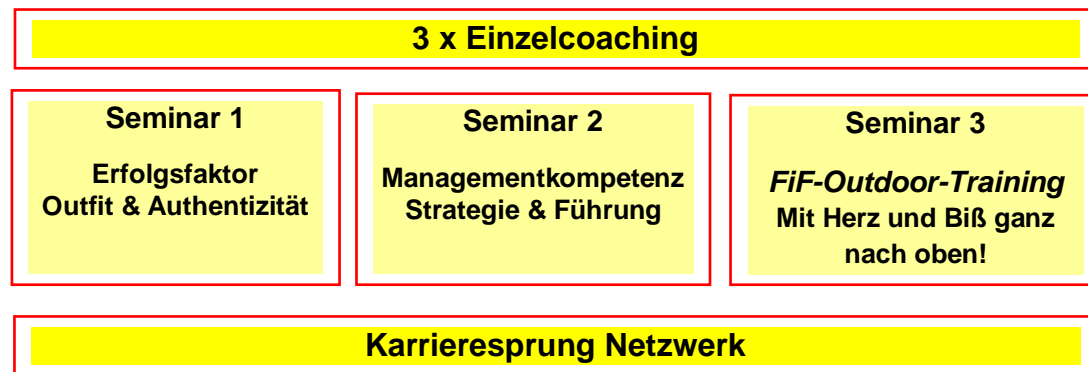 3 x Einzelcoaching
Seminar 1
Erfolgsfaktor
Outfit & Authentizität
Seminar 2
Managementkompetenz
Strategie & Führung
Seminar 3
FiF-Outdoor-Training
Mit Herz und Biß ganz
nach oben!
Karrieresprung Netzwerk